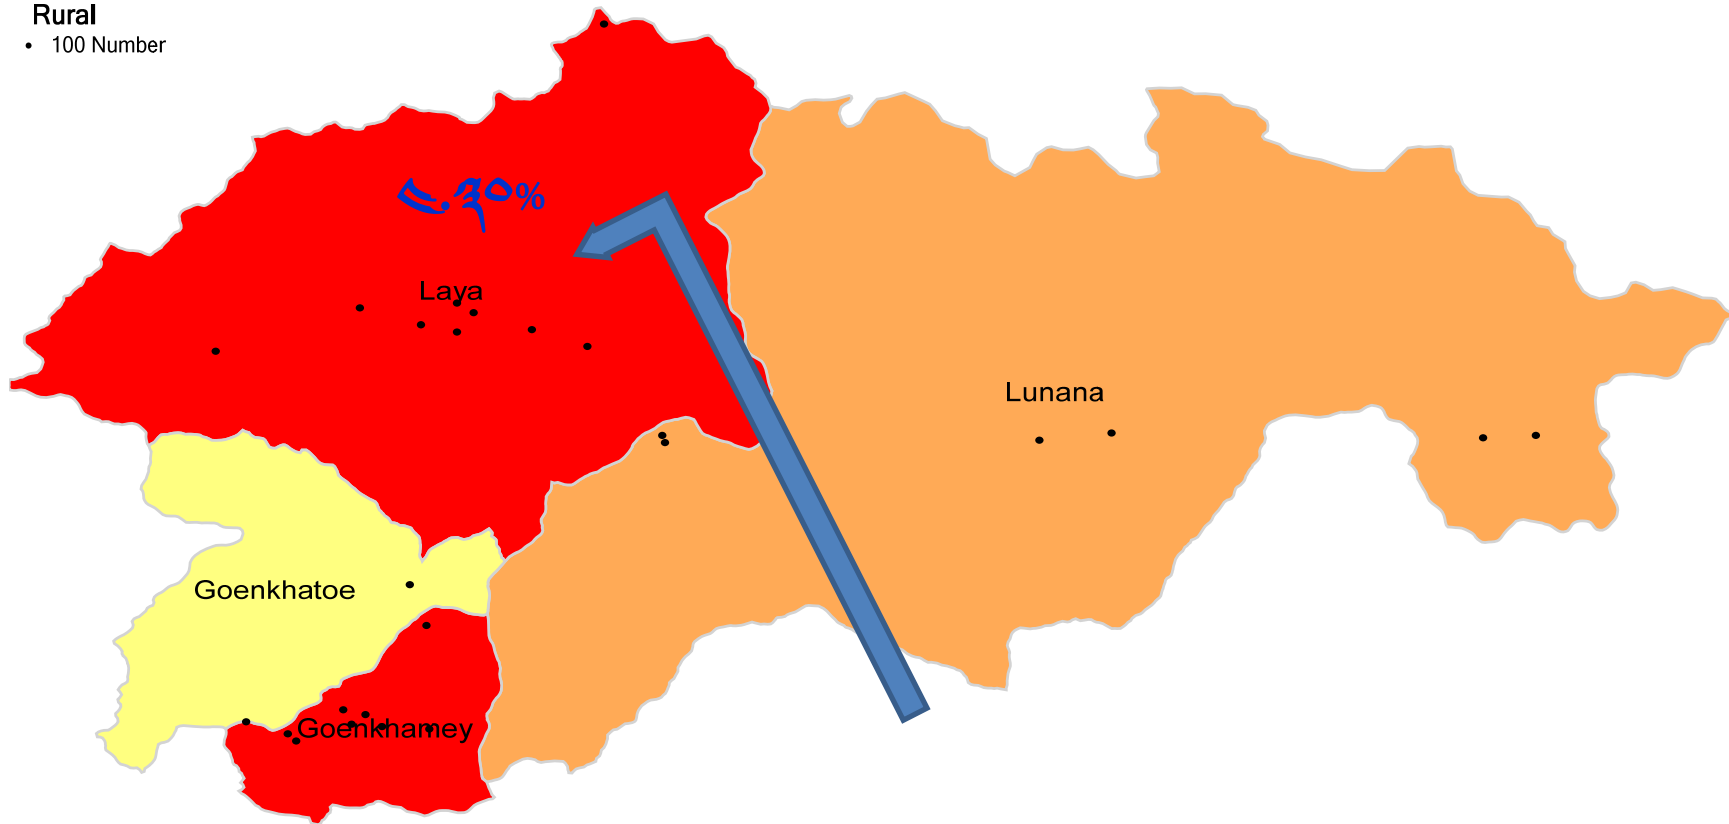 Rural
• 100 Number
Laya
Lunana
Goenkhatoe
Goenkhamey